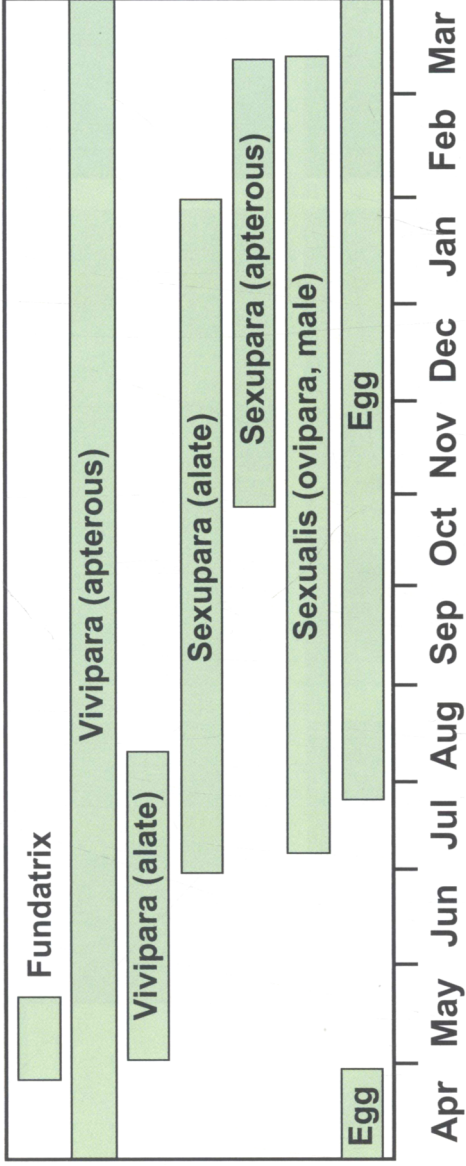 Fundatrix
Vivipara (apterous)
Vivipara (alate)
Sexupara (alate)
Sexupara (apterous)
Sexualis (ovipara, male)
Egg
Egg
Apr May Jun Jul Aug Sep Oct Nov Dec Jan Feb Mar